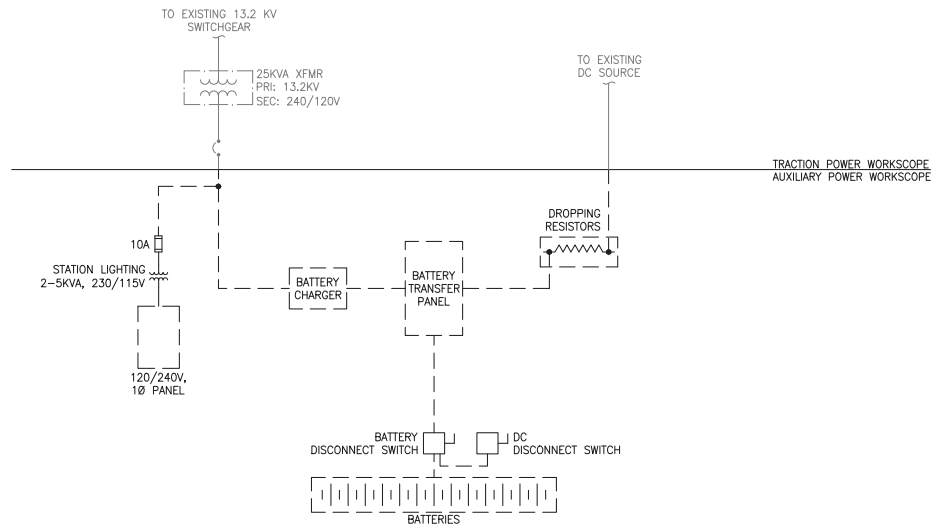 TO EXISTING 13.2 KV
SWITCHGEAR
25KVA XFMR
PRI: 13.2KV
SEC: 240/120V
TO EXISTING
DC SOURCE
TRACTION POWER WORKSCOPE
AUXILIARY POWER WORKSCOPE
DROPPING
RESISTORS
10A
STATION LIGHTING
2-5KVA, 230/115V
BATTERY
CHARGER
BATTERY
TRANSFER
PANEL
120/240V,
1Ø PANEL
BATTERY
DISCONNECT SWITCH
DC
DISCONNECT SWITCH
BATTERIES